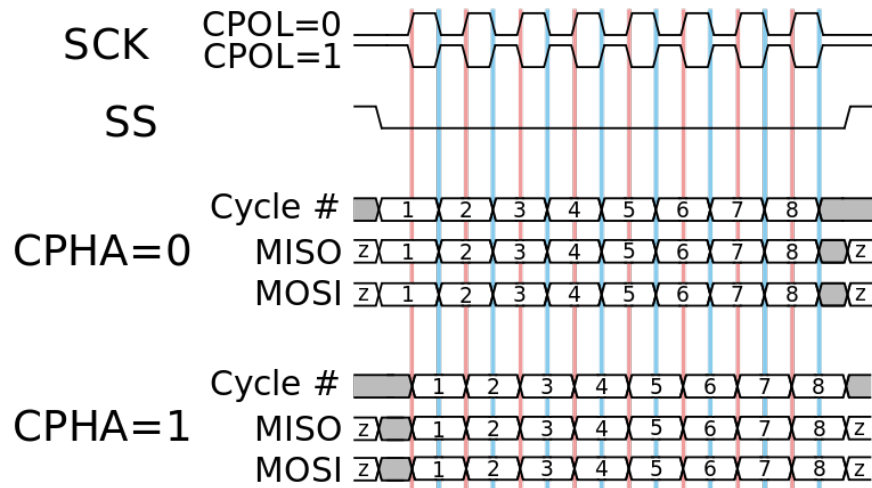 SCK CPOL=0
CPOL=1
SS
Cycle # 1 2 3 4 5 6 7 8
CPHA=0 MISO z 1 2 3 4 5 6 7 8 z
MOSI z 1 2 3 4 5 6 7 8 z
Cycle # 1 2 3 4 5 6 7 8
CPHA=1 MISO z 1 2 3 4 5 6 7 8 z
MOSI z 1 2 3 4 5 6 7 8 z